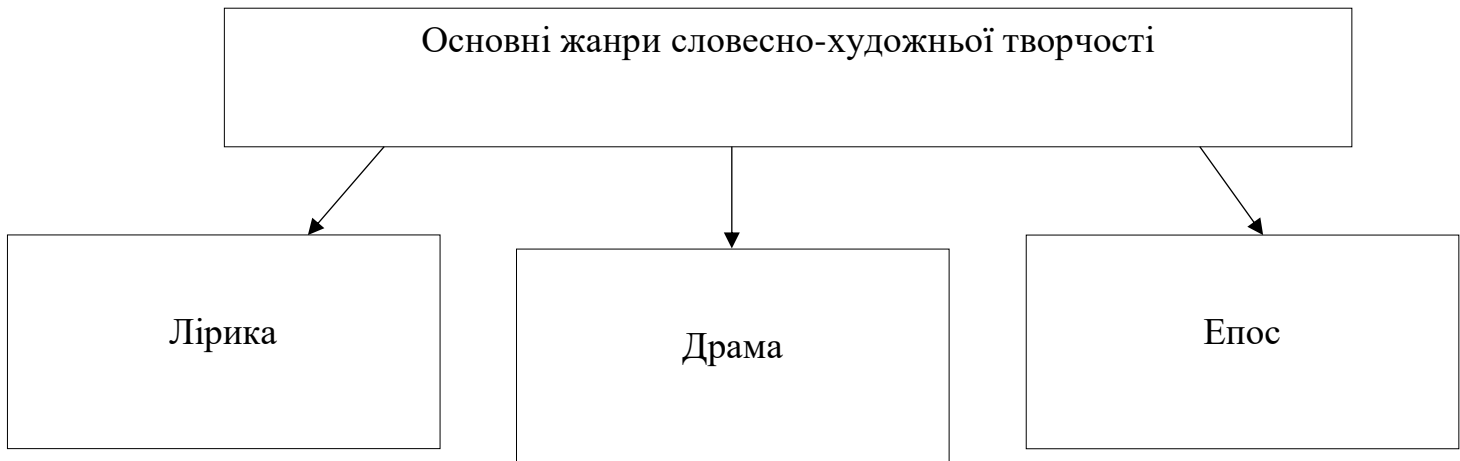 Основні жанри словесно-художньої творчості
Лірика
Драма
Епос